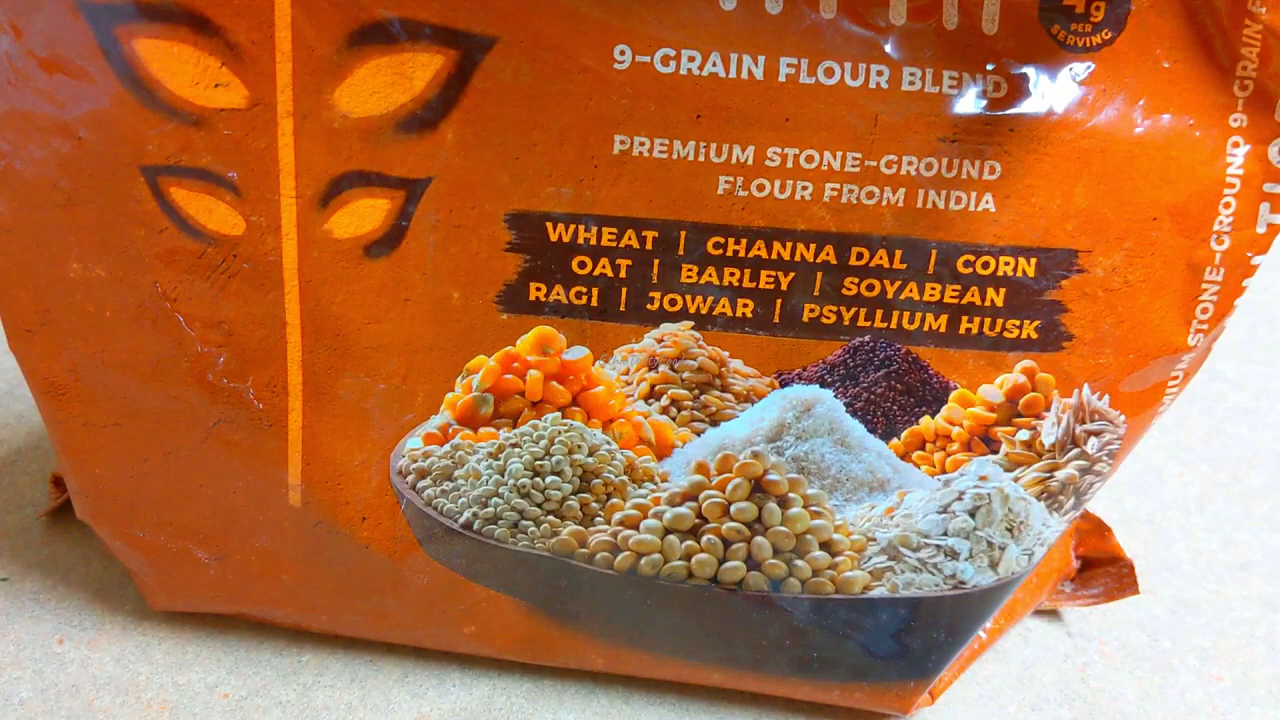 4g
PER
SERVING
9-GRAIN FLOUR BLEND
PREMIUM STONE-GROUND
FLOUR FROM INDIA
WHEAT | CHANNA DAL | CORN
OAT | BARLEY | SOYABEAN
RAGI | JOWAR | PSYLLIUM HUSK
STONE-GROUND 9-GRAIN